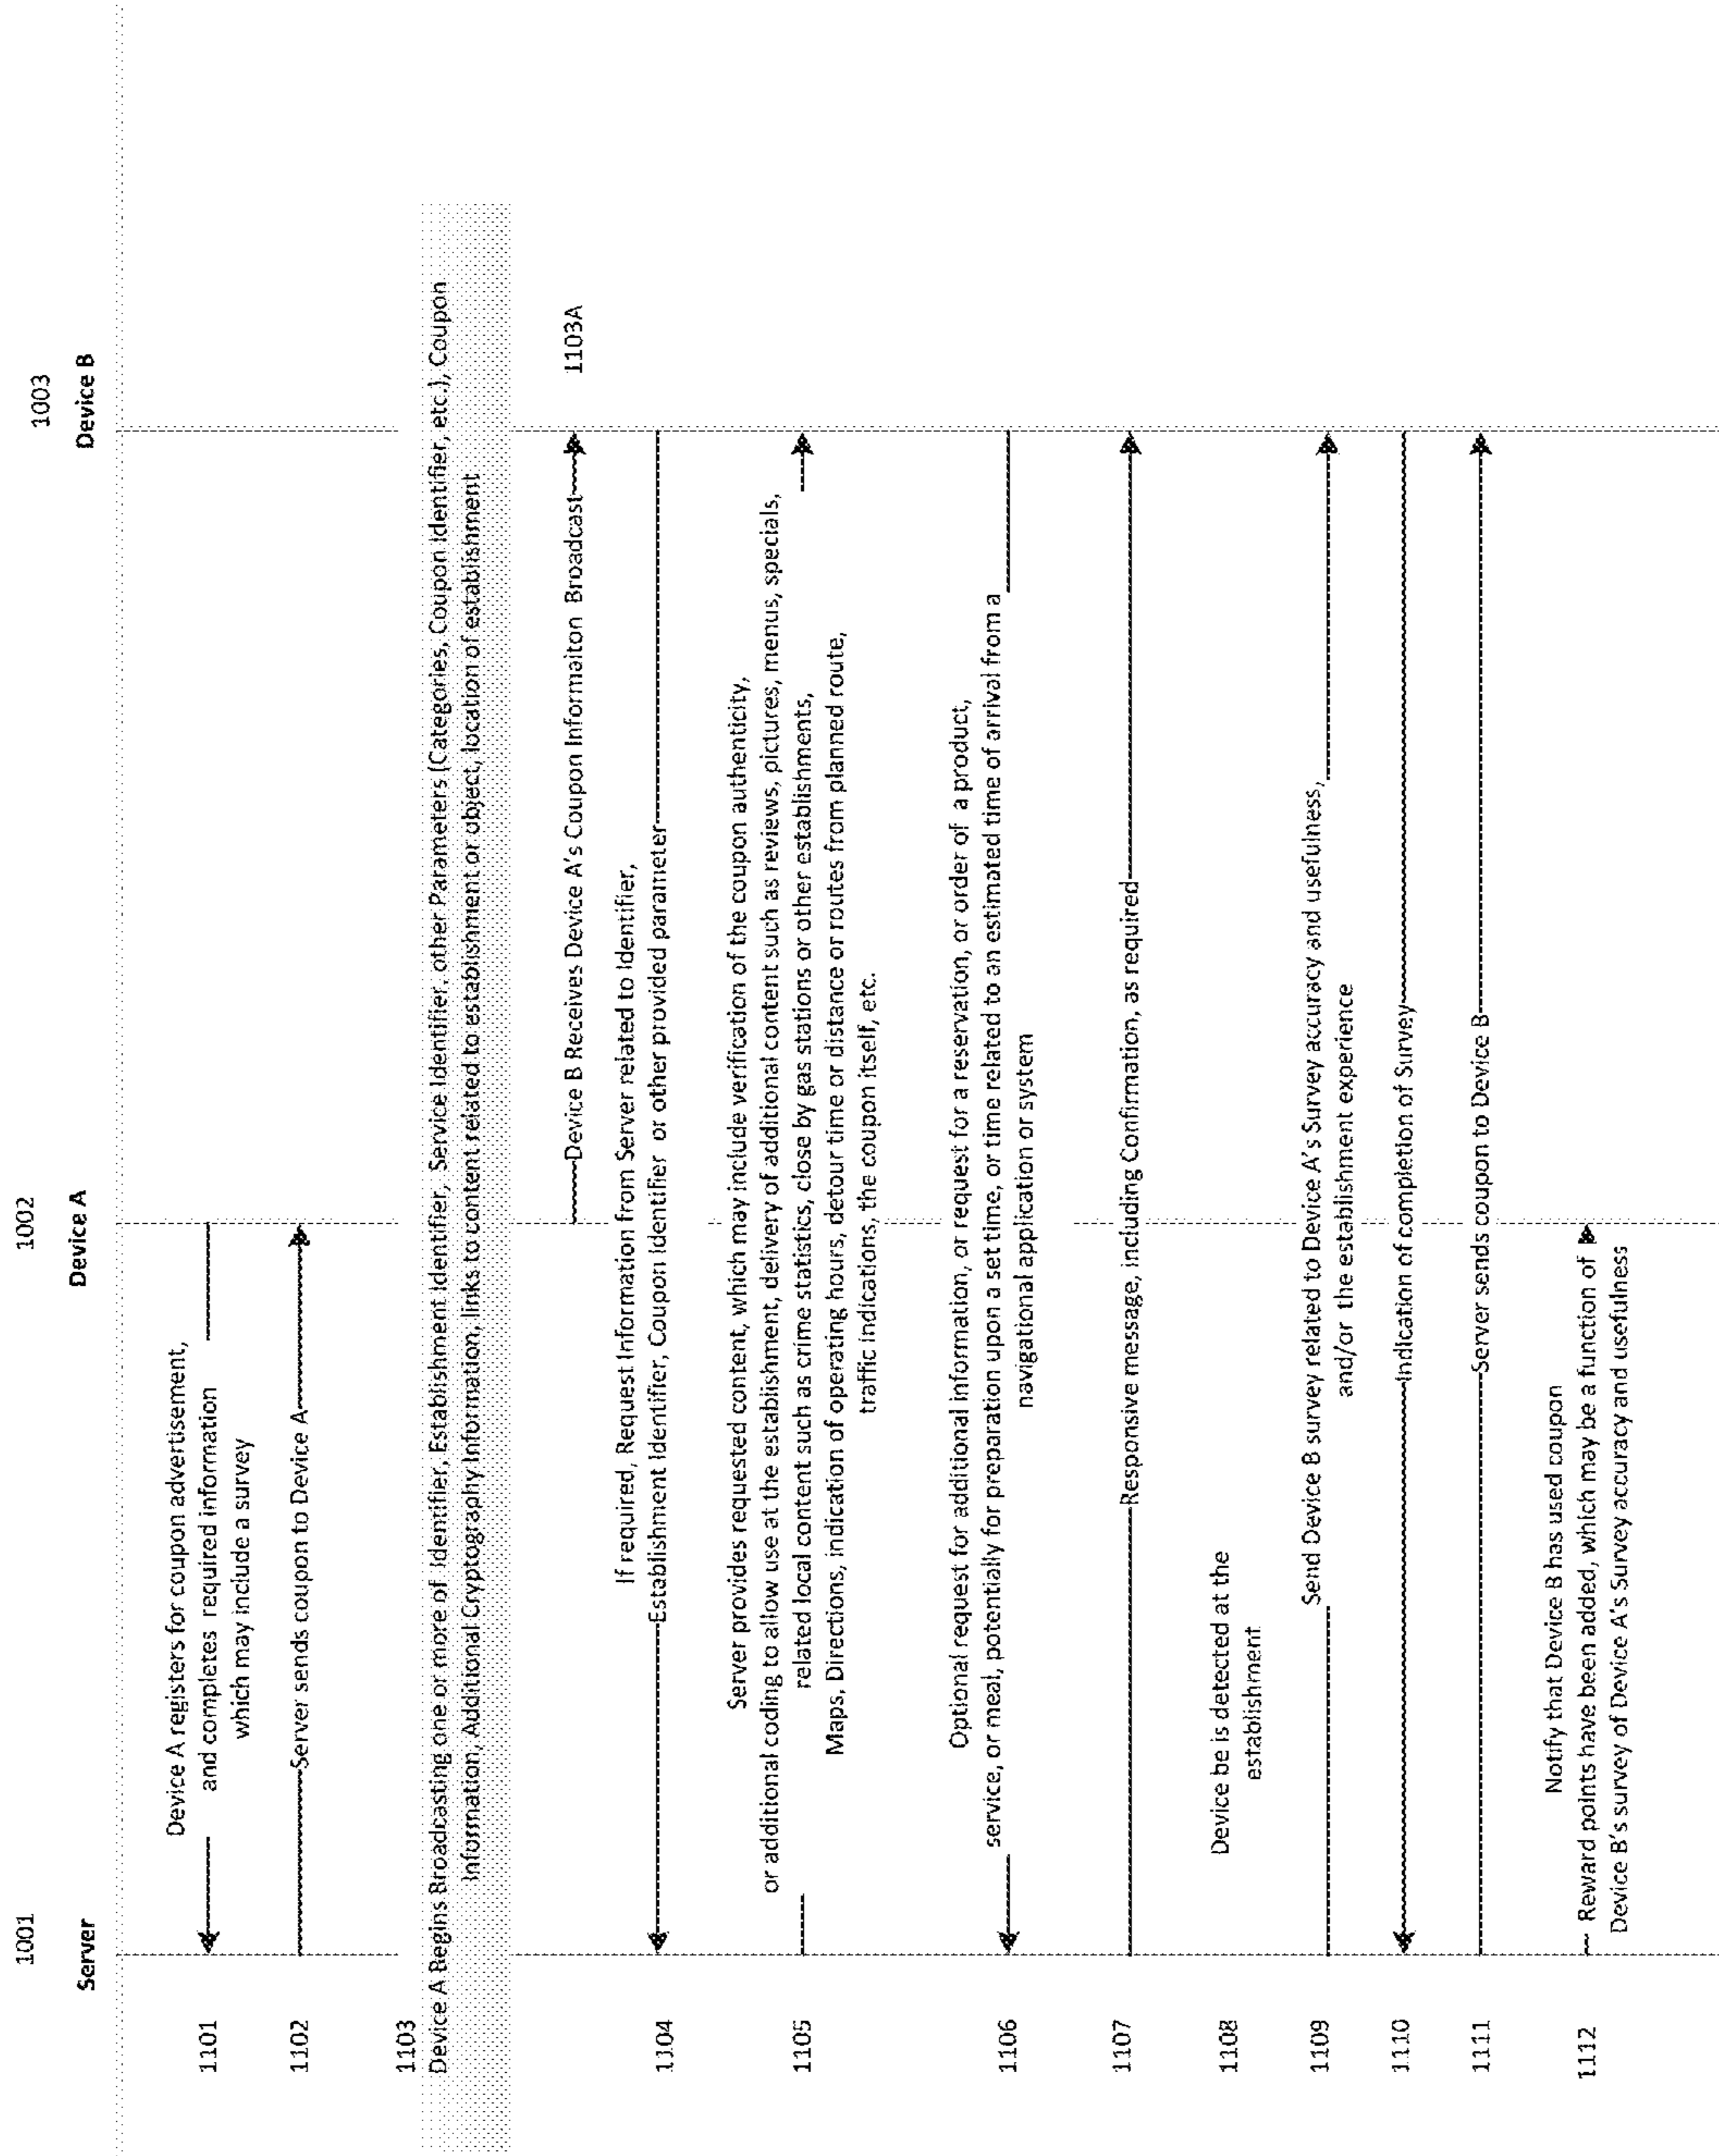 1001
1002
1003
Server
Device A
Device B
1101
Device A registers for coupon advertisement,
and completes required information
which may include a survey
1102
Server sends coupon to Device A
1103
Device A Begins Broadcasting one or more of Identifier, Establishment Identifier, Service Identifier, other Parameters (Categories, Coupon Identifier, etc.), Coupon
Information, Additional Cryptography Information, links to content related to establishment or object, location of establishment
Device B Receives Device A's Coupon Informaiton Broadcast
1103A
1104
If required, Request Information from Server related to Identifier,
Establishment Identifier, Coupon Identifier or other provided parameter
1105
Server provides requested content, which may include verification of the coupon authenticity,
or additional coding to allow use at the establishment, delivery of additional content such as reviews, pictures, menus, specials,
related local content such as crime statistics, close by gas stations or other establishments,
Maps, Directions, indication of operating hours, detour time or distance or routes from planned route,
traffic indications, the coupon itself, etc.
1106
Optional request for additional information, or request for a reservation, or order of a product,
service, or meal, potentially for preparation upon a set time, or time related to an estimated time of arrival from a
navigational application or system
1107
Responsive message, including Confirmation, as required
1108
Device be is detected at the
establishment
1109
Send Device B survey related to Device A's Survey accuracy and usefulness,
and/or the establishment experience
1110
Indication of completion of Survey
1111
Server sends coupon to Device B
1112
Notify that Device B has used coupon
Reward points have been added, which may be a function of
Device B's survey of Device A's Survey accuracy and usefulness